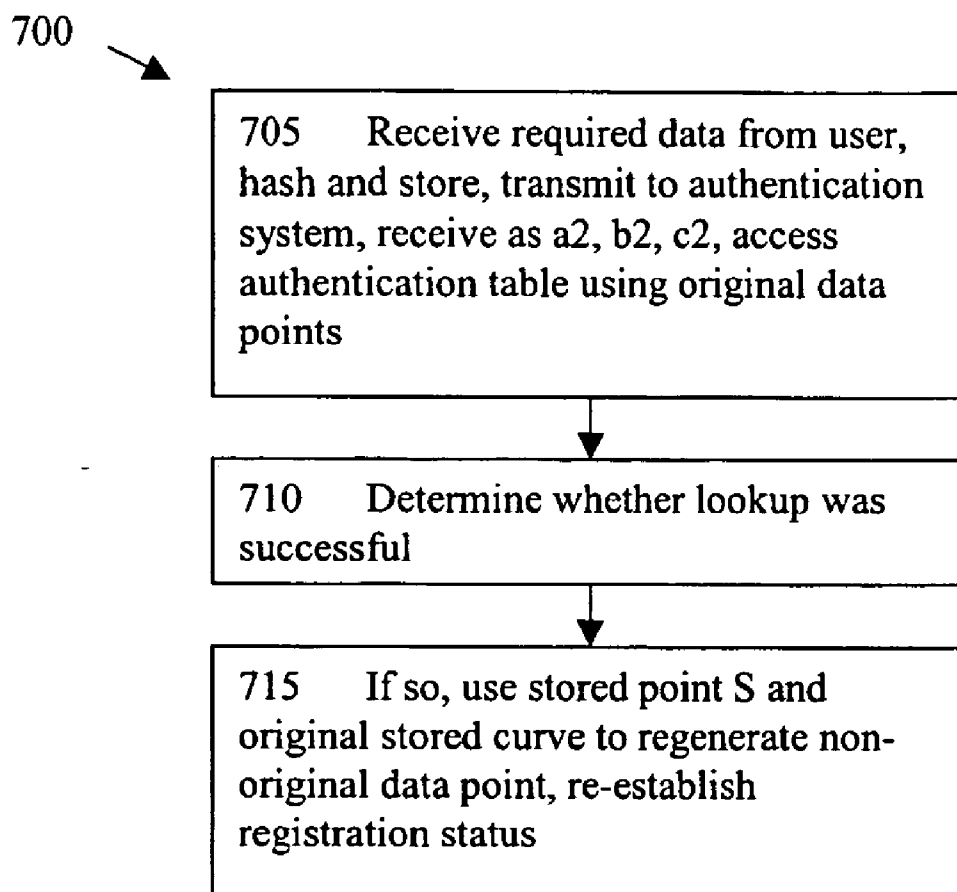 700
705 Receive required data from user,
hash and store, transmit to authentication
system, receive as a2, b2, c2, access
authentication table using original data
points
710 Determine whether lookup was
successful
715 If so, use stored point S and
original stored curve to regenerate non-
original data point, re-establish
registration status